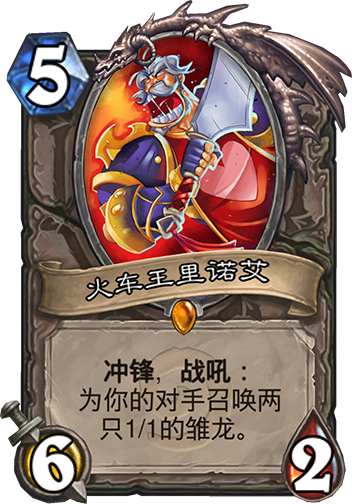 5
火车王里诺艾
冲锋，战吼：
为你的对手召唤两
只1/1的雏龙。
6
2